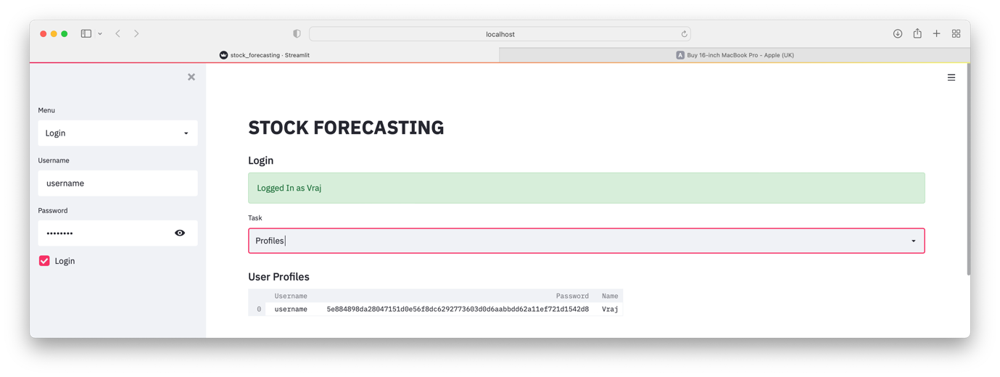 localhost
stock_forecasting · Streamlit
A Buy 16-inch MacBook Pro - Apple (UK)
Menu
Login
Username
username
Password
••••••••
Login
STOCK FORECASTING
Login
Logged In as Vraj
Task
Profiles
User Profiles
Username Password Name
0 username 5e884898da28047151d0e56f8dc6292773603d0d6aabbdd62a11ef721d1542d8 Vraj